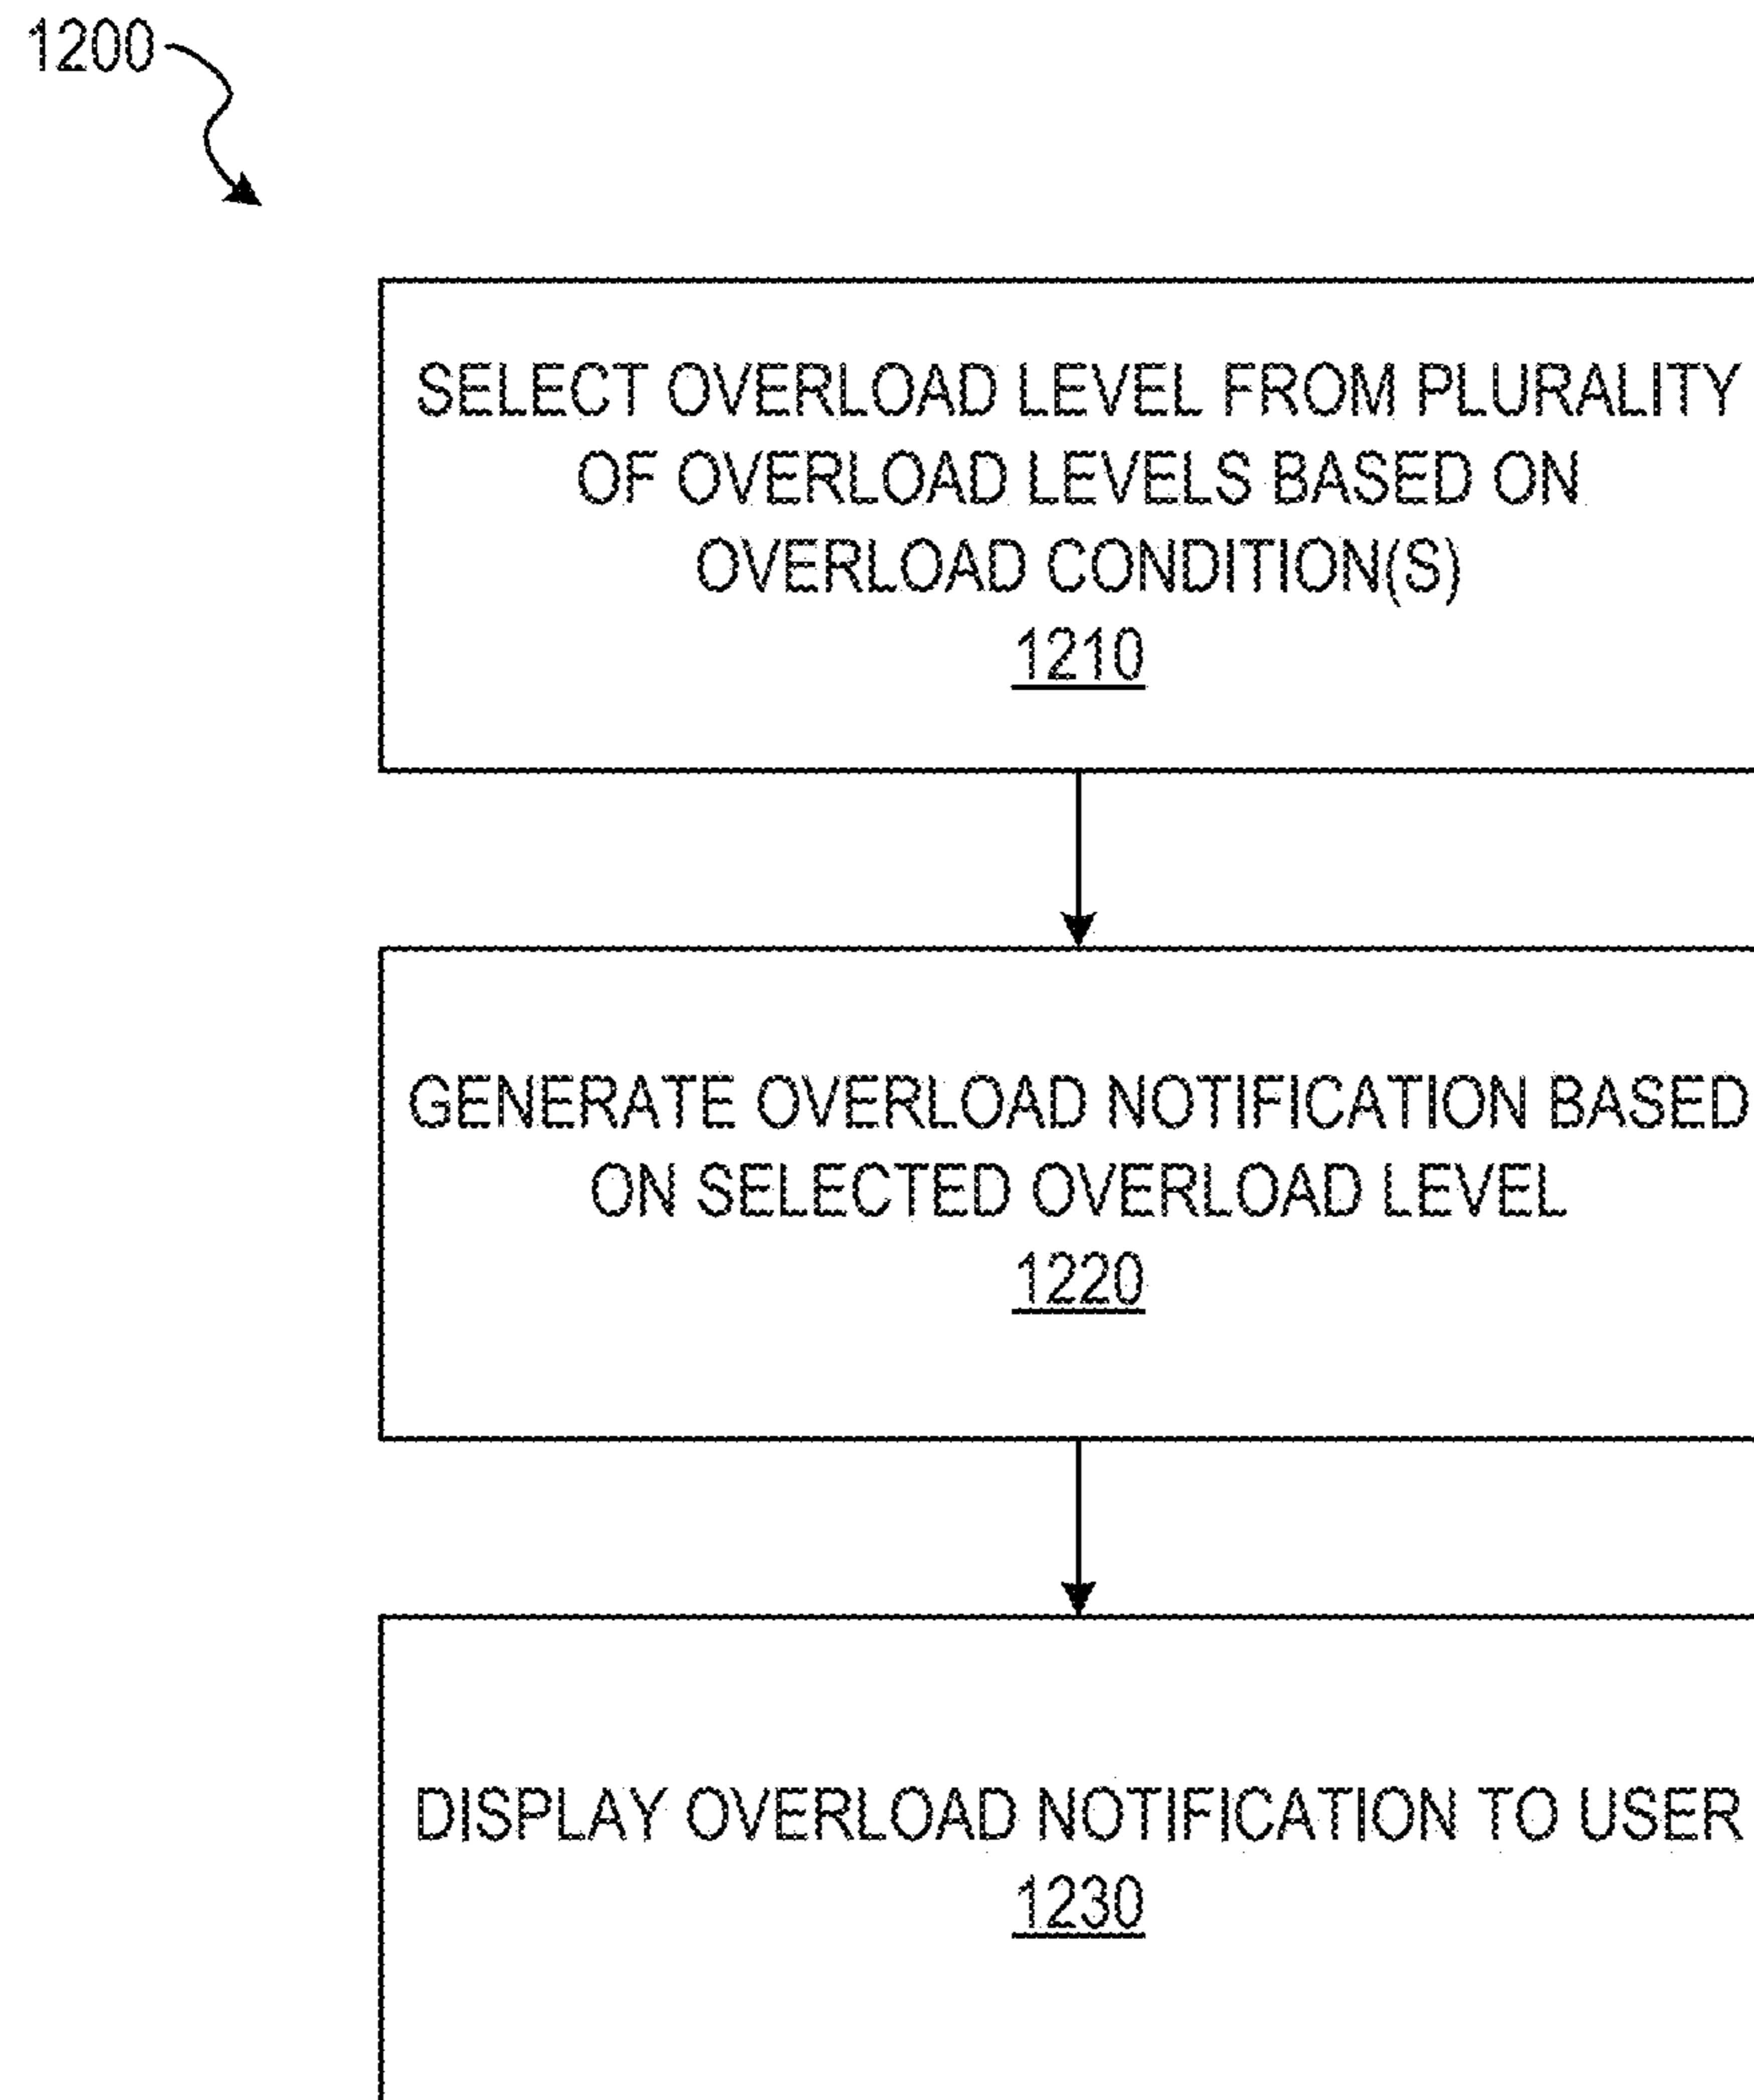 1200
SELECT OVERLOAD LEVEL FROM PLURALITY
OF OVERLOAD LEVELS BASED ON
OVERLOAD CONDITION(S)
1210
GENERATE OVERLOAD NOTIFICATION BASED
ON SELECTED OVERLOAD LEVEL
1220
DISPLAY OVERLOAD NOTIFICATION TO USER
1230